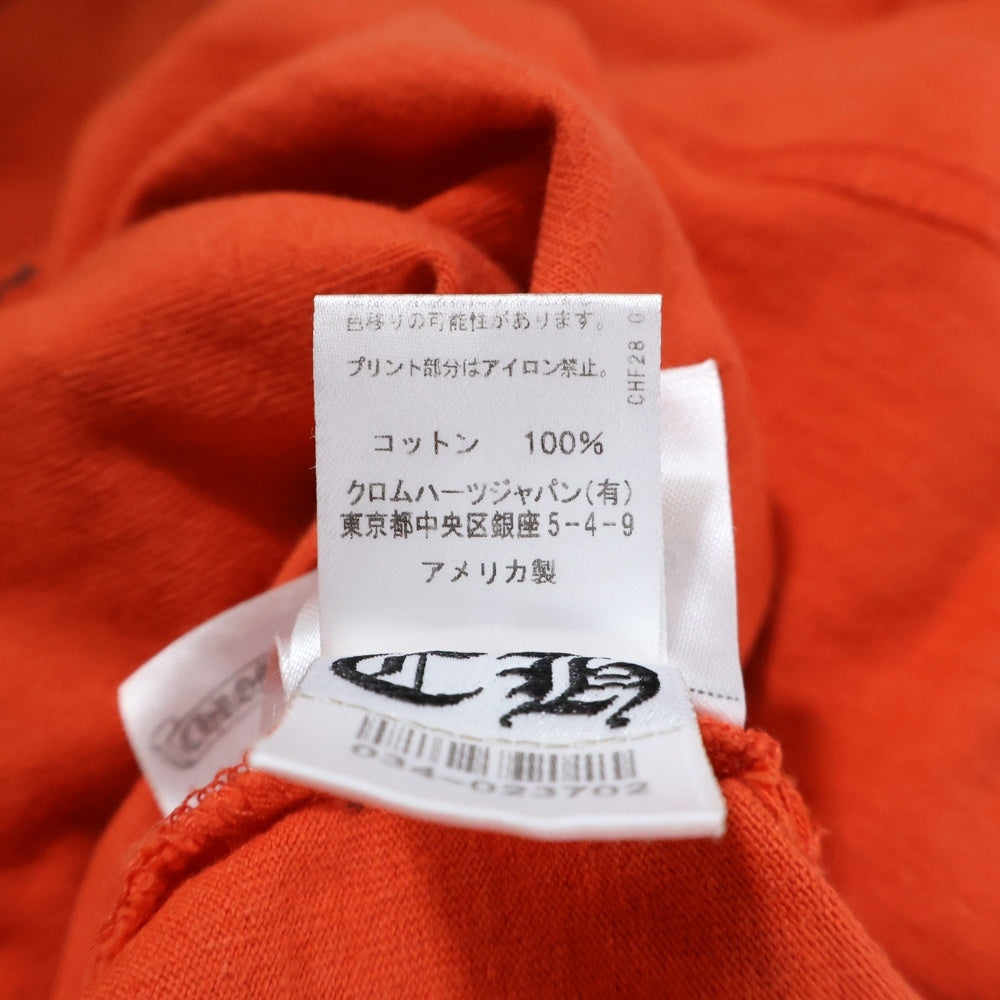 色移りの可能性があります。
プリント部分はアイロン禁止。
CHF28 0
コットン 100%
クロムハーツジャパン(有)
東京都中央区銀座5-4-9
アメリカ製
034-023702